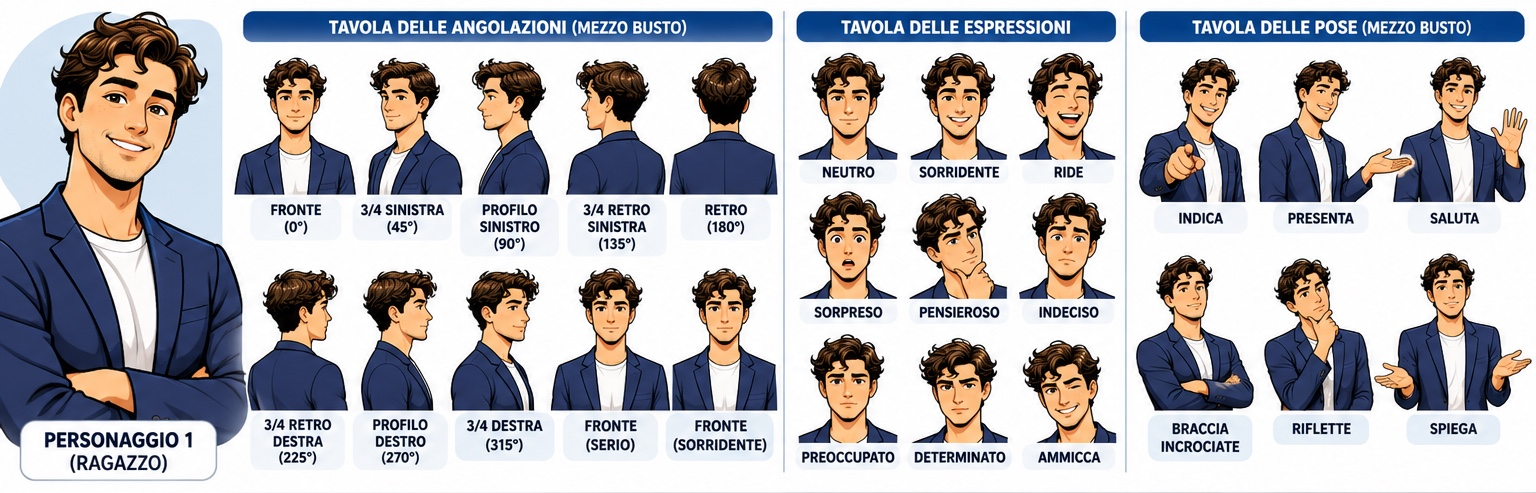 TAVOLA DELLE ANGOLAZIONI (MEZZO BUSTO)
FRONTE
(0°)
3/4 SINISTRA
(45°)
PROFILO
SINISTRO
(90°)
3/4 RETRO
SINISTRA
(135°)
RETRO
(180°)
3/4 RETRO
DESTRA
(225°)
PROFILO
DESTRO
(270°)
3/4 DESTRA
(315°)
FRONTE
(SERIO)
FRONTE
(SORRIDENTE)
PERSONAGGIO 1
(RAGAZZO)
TAVOLA DELLE ESPRESSIONI
NEUTRO
SORRIDENTE
RIDE
SORPRESO
PENSIEROSO
INDECISO
PREOCCUPATO
DETERMINATO
AMMICCA
TAVOLA DELLE POSE (MEZZO BUSTO)
INDICA
PRESENTA
SALUTA
BRACCIA
INCROCIATE
RIFLETTE
SPIEGA